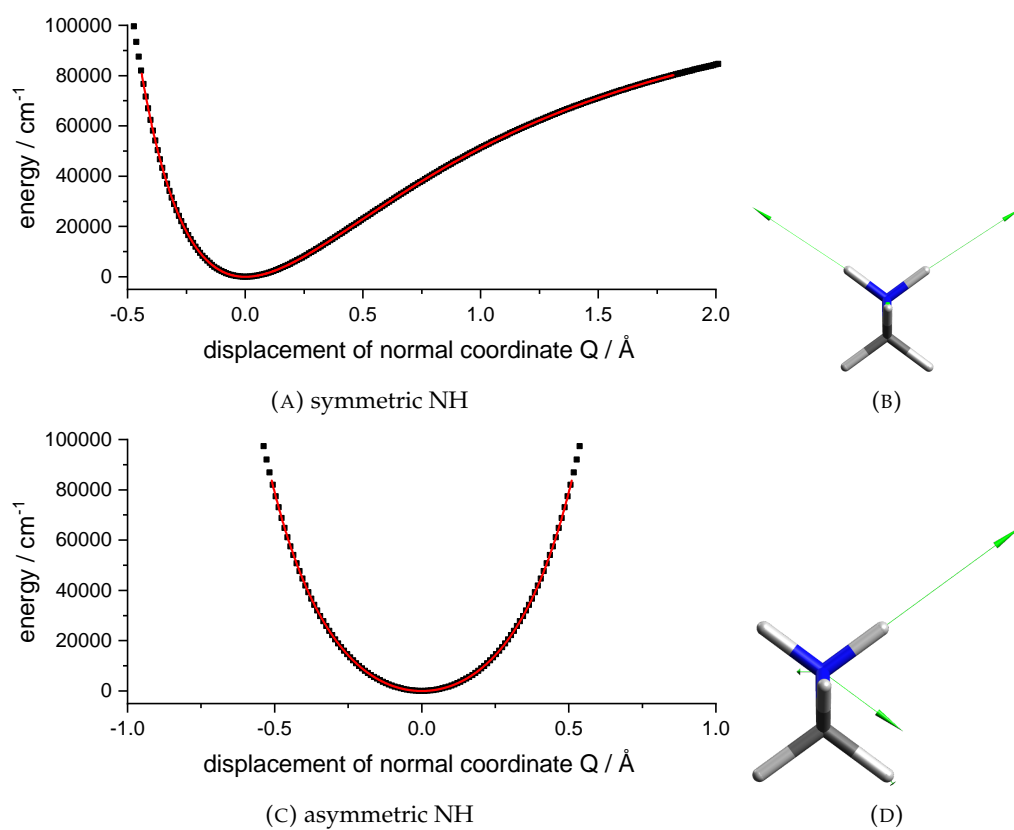 100000
80000
60000
40000
20000
0
energy / cm⁻¹
-0.5 0.0 0.5 1.0 1.5 2.0
displacement of normal coordinate Q / Å
(A) symmetric NH
(B)
100000
80000
60000
40000
20000
0
energy / cm⁻¹
-1.0 -0.5 0.0 0.5 1.0
displacement of normal coordinate Q / Å
(C) asymmetric NH
(D)